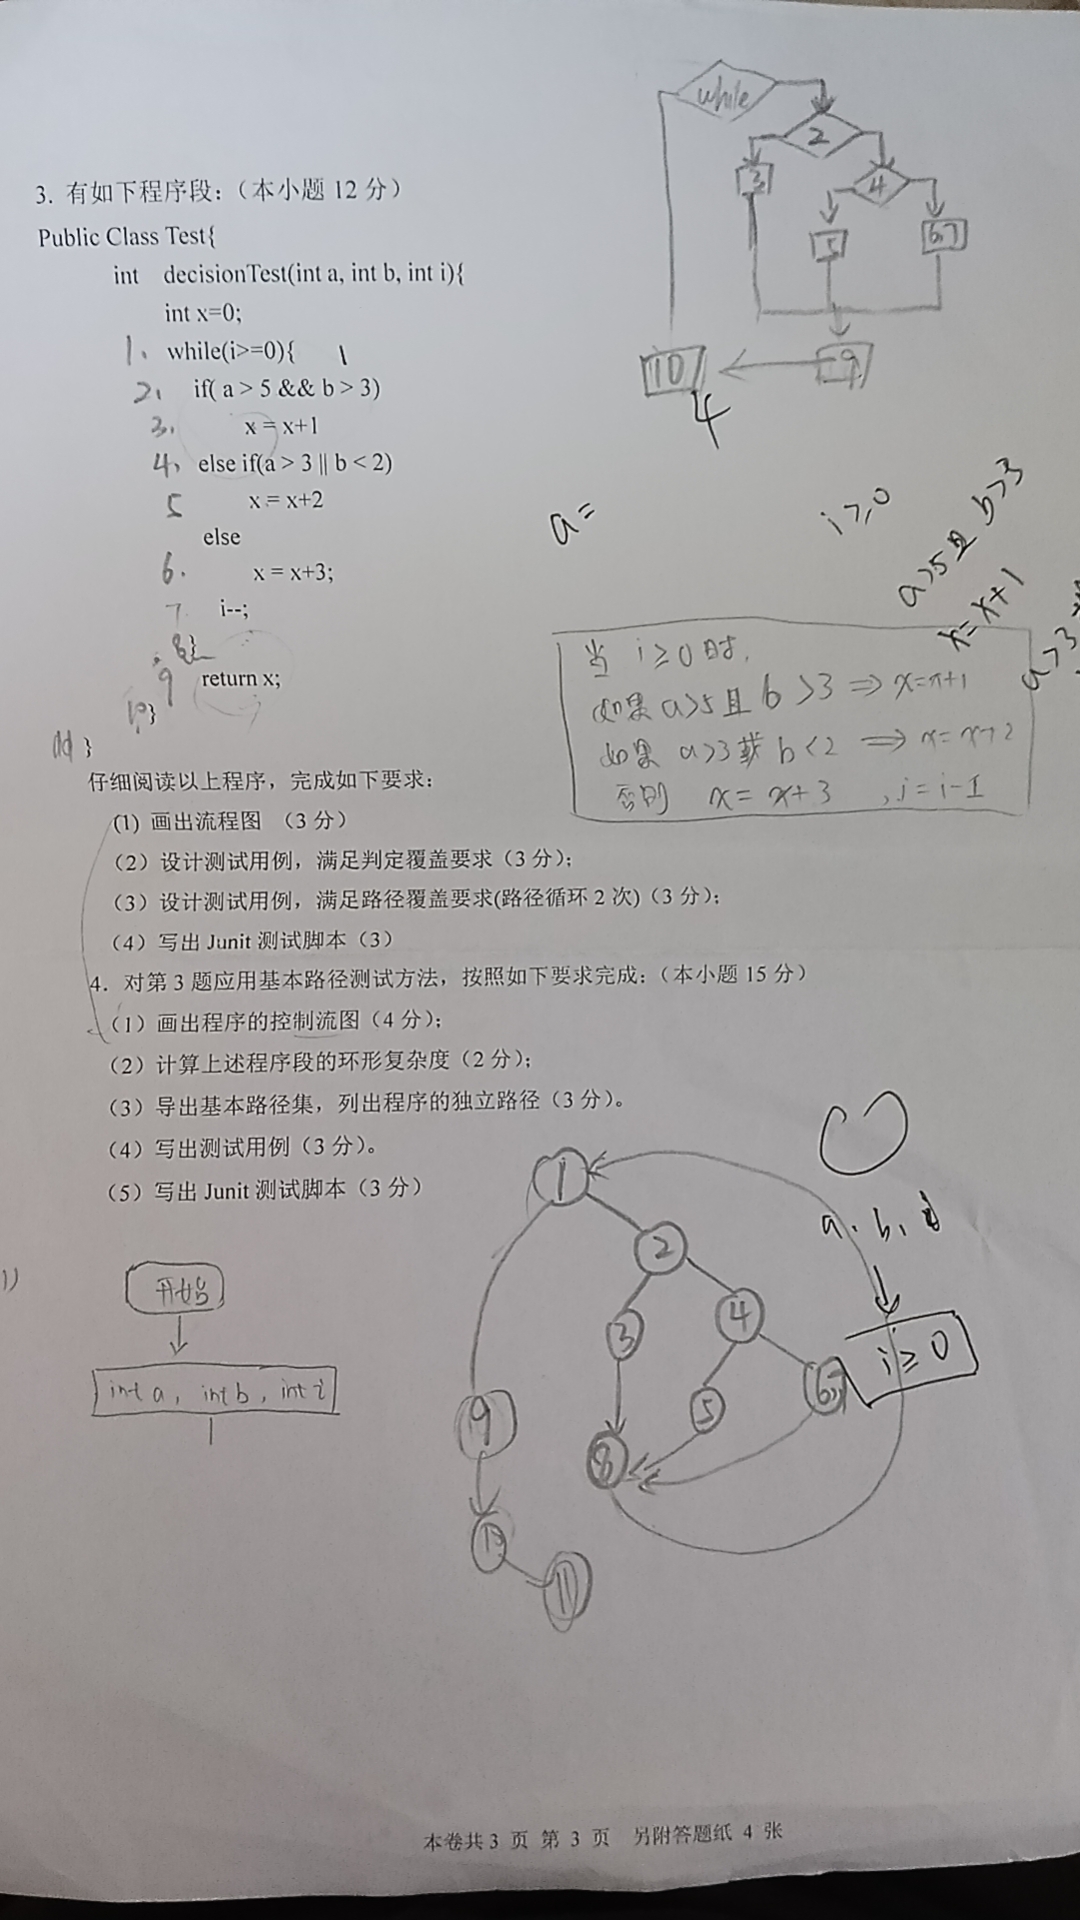 while
2
3
4
5
6.7
9
10
4
3. 有如下程序段:（本小题 12 分）
Public Class Test{
int decisionTest(int a, int b, int i){
int x=0;
1、 while(i>=0){ 1
2、 if( a > 5 && b > 3)
3、 x = x+1
4、 else if(a > 3 || b < 2)
5 x = x+2
else
6. x = x+3;
7. i--;
8 }
9 return x;
10 }
}
a =
i≥0
a>5且 b>3
x=x+1
a>3
当 i≥0时,
如果 a>5且 b>3 ⇒ x=x+1
如果 a>3或 b<2 ⇒ x=x+2
否则 x= x+3 , i=i-1
仔细阅读以上程序，完成如下要求:
(1) 画出流程图 （3 分）
（2）设计测试用例，满足判定覆盖要求（3 分）;
（3）设计测试用例，满足路径覆盖要求(路径循环 2 次)（3 分）;
（4）写出 Junit 测试脚本（3）
4．对第 3 题应用基本路径测试方法，按照如下要求完成:（本小题 15 分）
（1）画出程序的控制流图（4 分）;
（2）计算上述程序段的环形复杂度（2 分）;
（3）导出基本路径集，列出程序的独立路径（3 分）。
（4）写出测试用例（3 分）。
（5）写出 Junit 测试脚本（3 分）
1)
开始
int a, int b, int i
1
2
3
4
5
6
8
9
10
11
a、b、i
i≥0
本卷共 3 页 第 3 页 另附答题纸 4 张